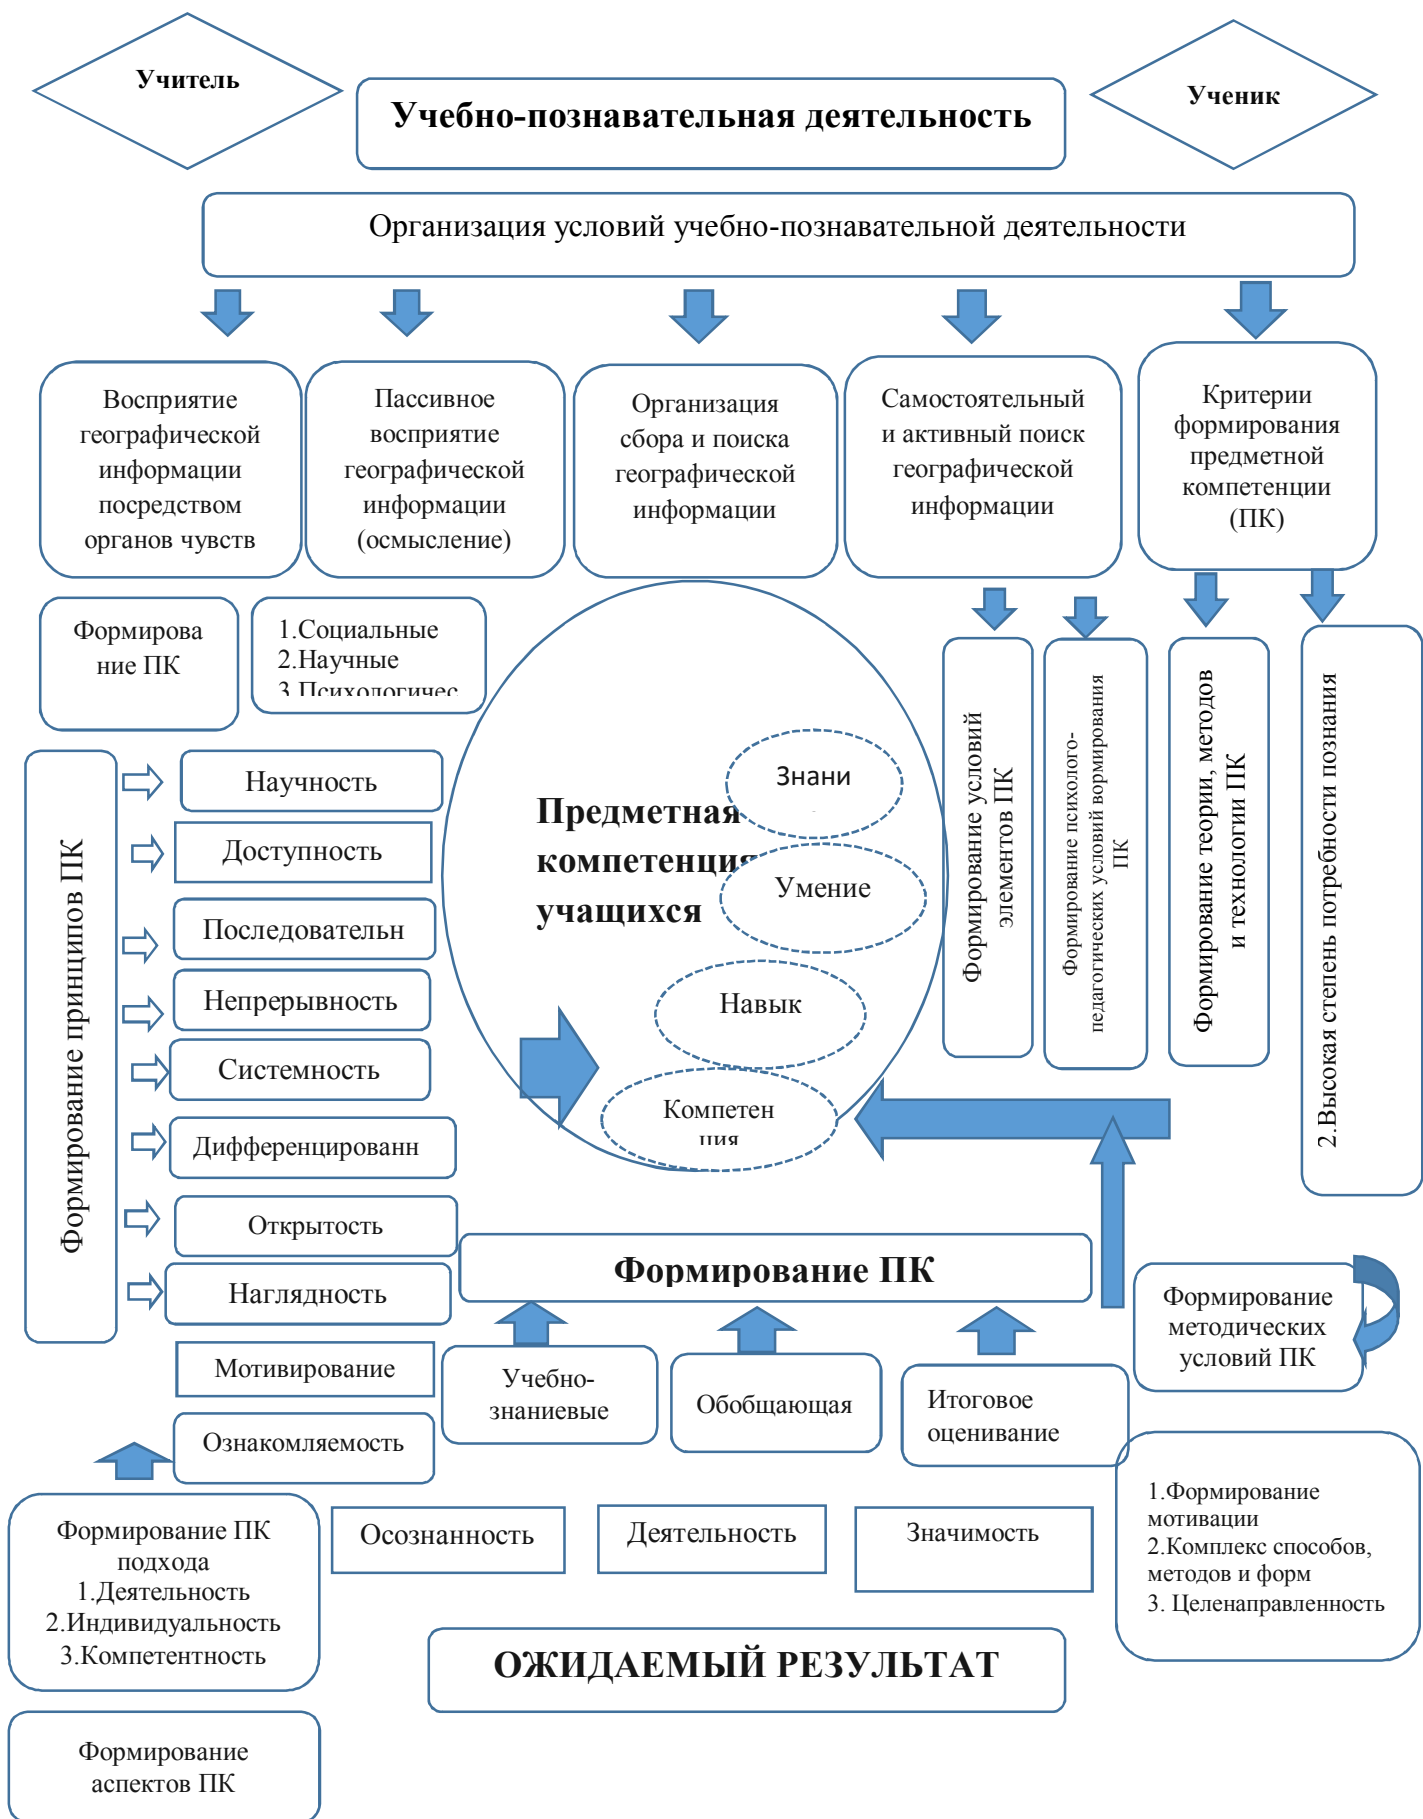 Учитель
Учебно-познавательная деятельность
Ученик
Организация условий учебно-познавательной деятельности
Восприятие
географической
информации
посредством
органов чувств
Пассивное
восприятие
географической
информации
(осмысление)
Организация
сбора и поиска
географической
информации
Самостоятельный
и активный поиск
географической
информации
Критерии
формирования
предметной
компетенции
(ПК)
Формирова
ние ПК
1.Социальные
2.Научные
3.Психологичес
Формирование принципов ПК
Научность
Доступность
Последовательн
Непрерывность
Системность
Дифференцированн
Открытость
Наглядность
Мотивирование
Ознакомляемость
Предметная
компетенция
учащихся
Знани
Умение
Навык
Компетен
ция
Формирование условий
элементов ПК
Формирование психолого-
педагогических условий вормирования
ПК
Формирование теории, методов
и технологии ПК
2.Высокая степень потребности познания
Формирование ПК
Формирование
методических
условий ПК
Учебно-
знаниевые
Обобщающая
Итоговое
оценивание
1.Формирование
мотивации
2.Комплекс способов,
методов и форм
3. Целенаправленность
Формирование ПК
подхода
1.Деятельность
2.Индивидуальность
3.Компетентность
Осознанность
Деятельность
Значимость
ОЖИДАЕМЫЙ РЕЗУЛЬТАТ
Формирование
аспектов ПК